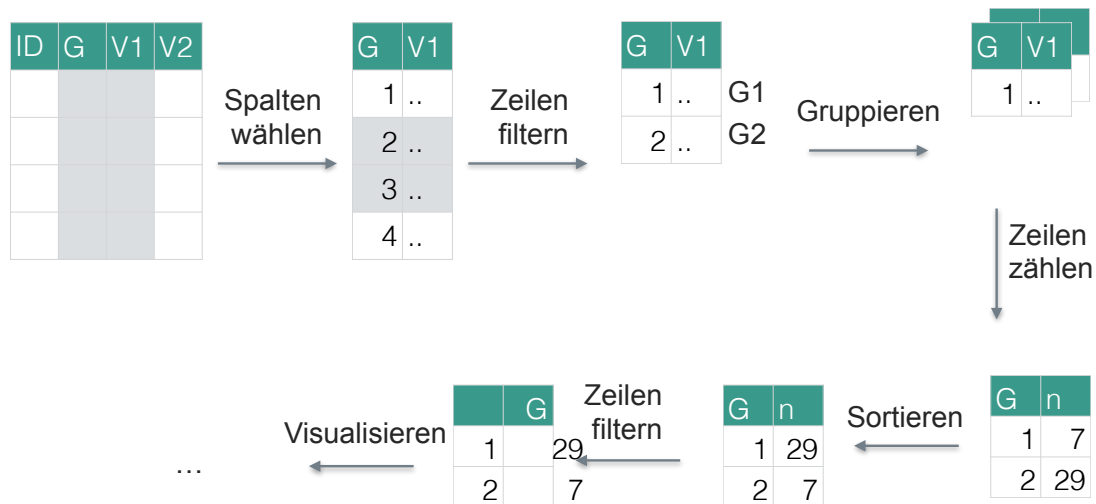 ID G V1 V2
Spalten
wählen
G V1
1 ..
2 ..
3 ..
4 ..
Zeilen
filtern
G V1
1 .. G1
2 .. G2
Gruppieren
G V1
1 ..
Zeilen
zählen
G n
1 7
2 29
Sortieren
G n
1 29
2 7
Zeilen
filtern
G
1 29
2 7
Visualisieren
...